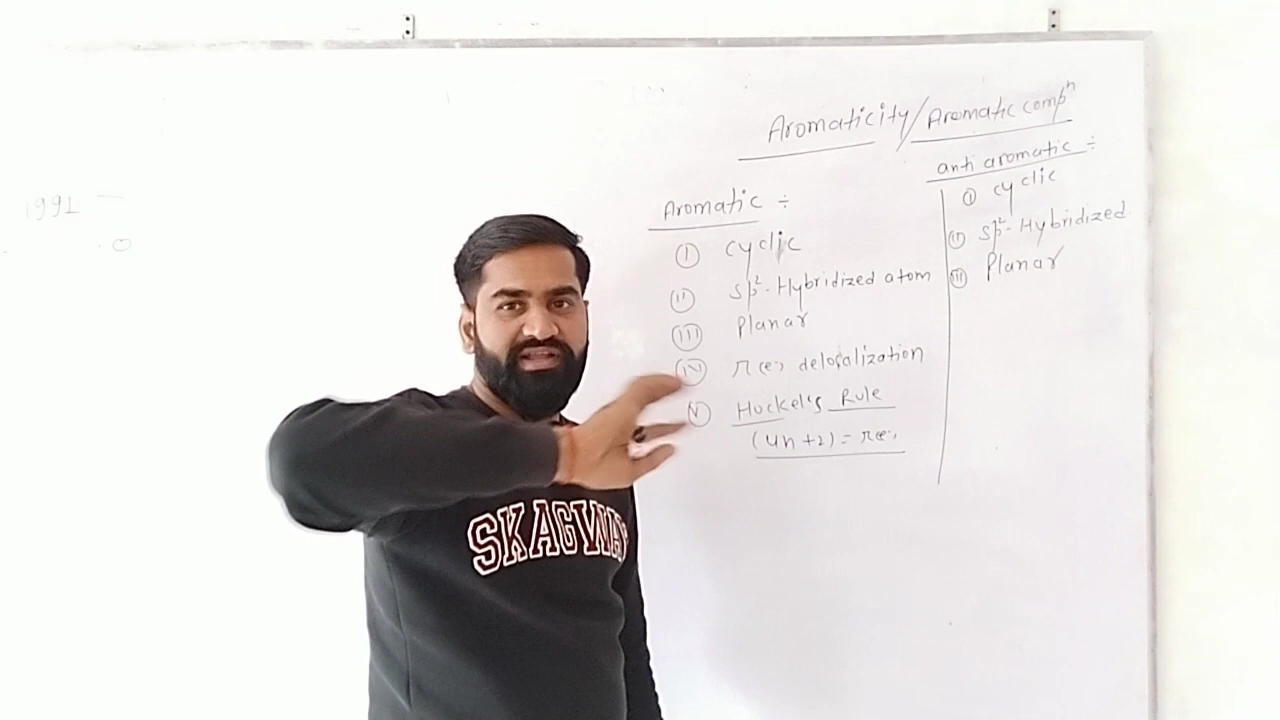 Aromaticity/Aromatic compⁿ
Aromatic ÷
(i) cyclic
(ii) sp²-Hybridized atom
(iii) Planar
(iv) π(e-) delocalization
(v) Huckel's Rule
(4n+2) = πe-
anti aromatic ÷
(i) cyclic
(ii) sp²-Hybridized
(iii) Planar
1991 —
SKAGWA